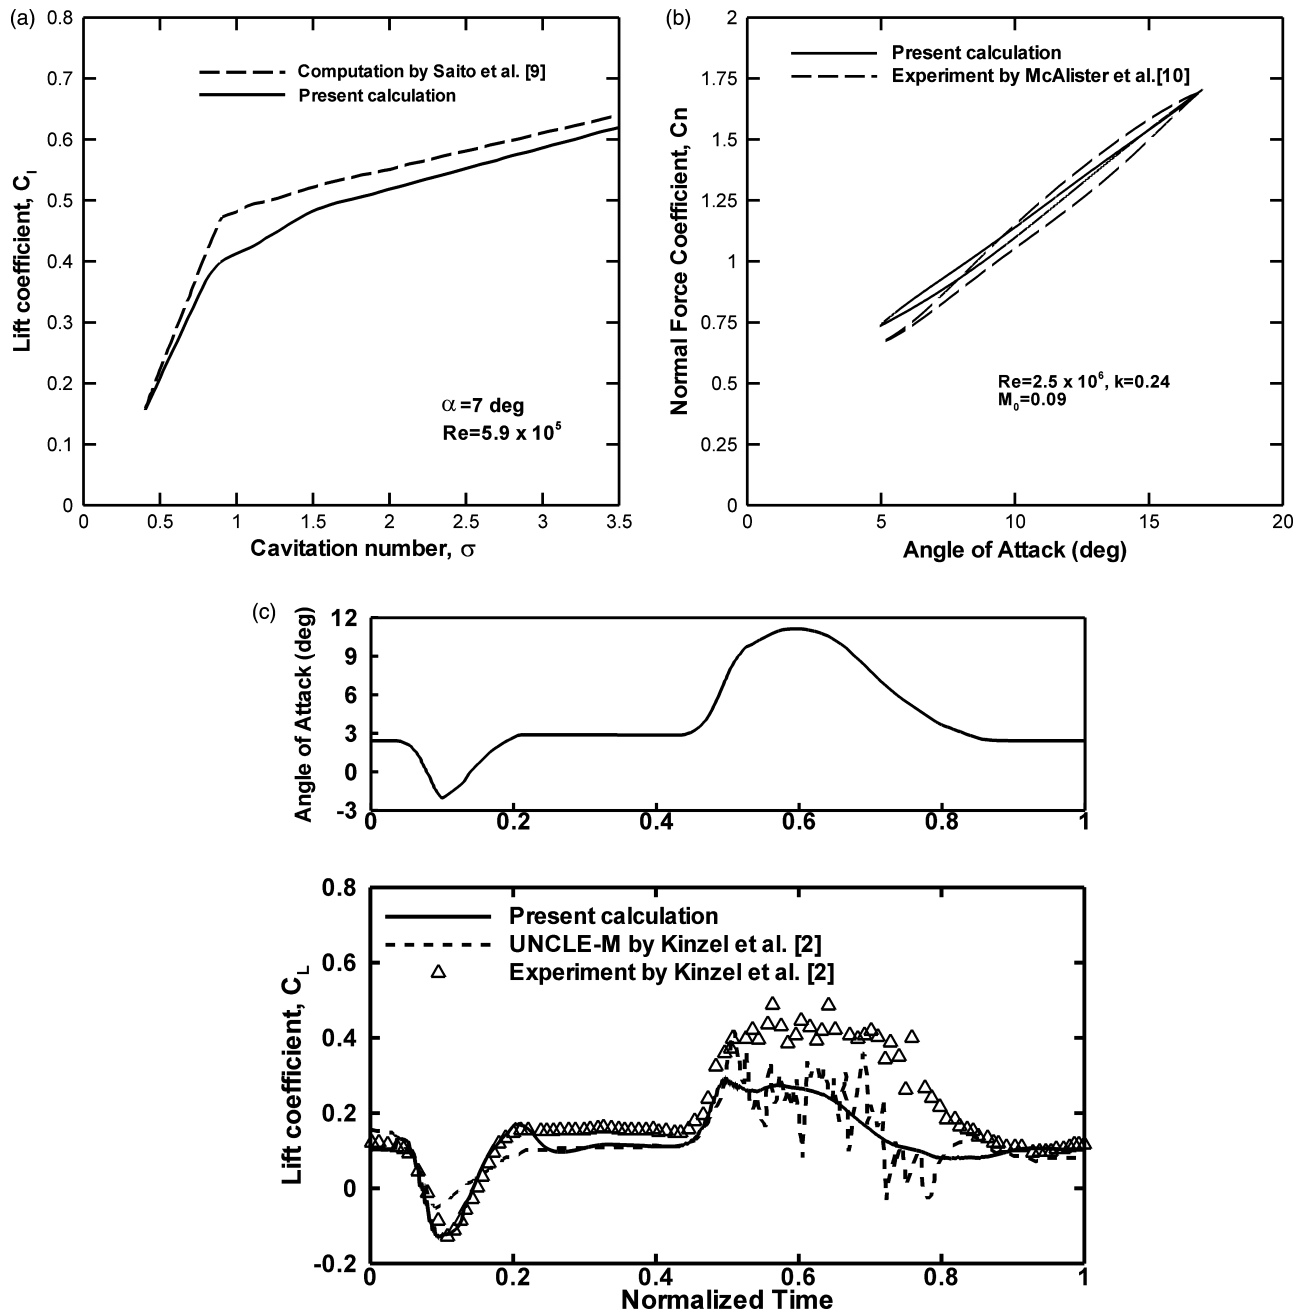 (a)
0.8
0.7
0.6
0.5
0.4
0.3
0.2
0.1
0
Lift coefficient, C_l
Computation by Saito et al. [9]
Present calculation
α=7 deg
Re=5.9 x 10^5
0 0.5 1 1.5 2 2.5 3 3.5
Cavitation number, σ
(b)
2
1.75
1.5
1.25
1
0.75
0.5
0.25
0
Normal Force Coefficient, Cn
Present calculation
Experiment by McAlister et al.[10]
Re=2.5 x 10^6, k=0.24
M_0=0.09
0 5 10 15 20
Angle of Attack (deg)
(c)
12
9
6
3
0
-3
Angle of Attack (deg)
0 0.2 0.4 0.6 0.8 1
0.8
0.6
0.4
0.2
0
-0.2
Lift coefficient, C_L
Present calculation
UNCLE-M by Kinzel et al. [2]
Experiment by Kinzel et al. [2]
0 0.2 0.4 0.6 0.8 1
Normalized Time